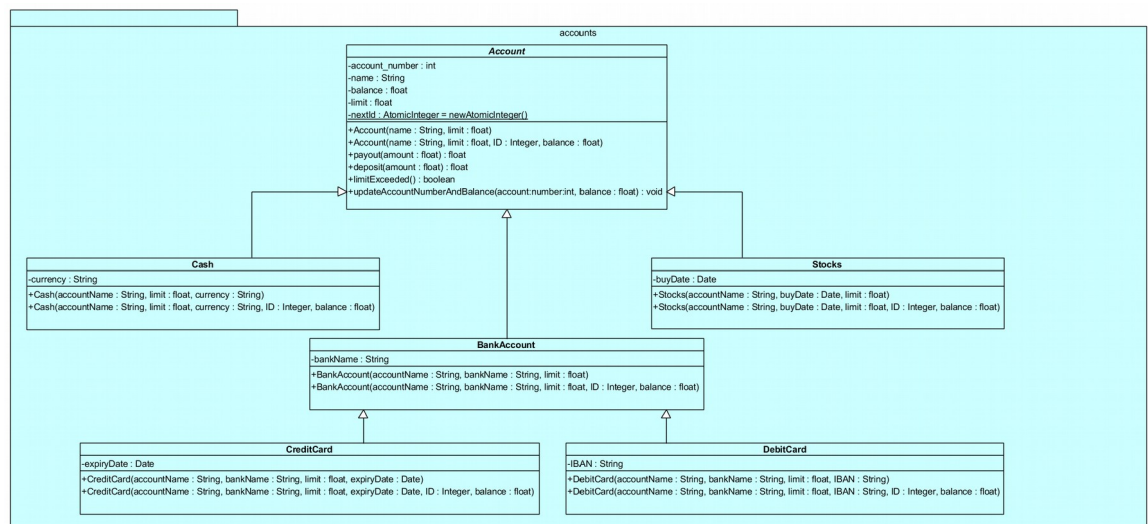 accounts
Account
-account_number : int
-name : String
-balance : float
-limit : float
-nextId : AtomicInteger = newAtomicInteger()
+Account(name : String, limit : float)
+Account(name : String, limit : float, ID : Integer, balance : float)
+payout(amount : float) : float
+deposit(amount : float) : float
+limitExceeded() : boolean
+updateAccountNumberAndBalance(account:number:int, balance : float) : void
Cash
-currency : String
+Cash(accountName : String, limit : float, currency : String)
+Cash(accountName : String, limit : float, currency : String, ID : Integer, balance : float)
Stocks
-buyDate : Date
+Stocks(accountName : String, buyDate : Date, limit : float)
+Stocks(accountName : String, buyDate : Date, limit : float, ID : Integer, balance : float)
BankAccount
-bankName : String
+BankAccount(accountName : String, bankName : String, limit : float)
+BankAccount(accountName : String, bankName : String, limit : float, ID : Integer, balance : float)
CreditCard
-expiryDate : Date
+CreditCard(accountName : String, bankName : String, limit : float, expiryDate : Date)
+CreditCard(accountName : String, bankName : String, limit : float, expiryDate : Date, ID : Integer, balance : float)
DebitCard
-IBAN : String
+DebitCard(accountName : String, bankName : String, limit : float, IBAN : String)
+DebitCard(accountName : String, bankName : String, limit : float, IBAN : String, ID : Integer, balance : float)